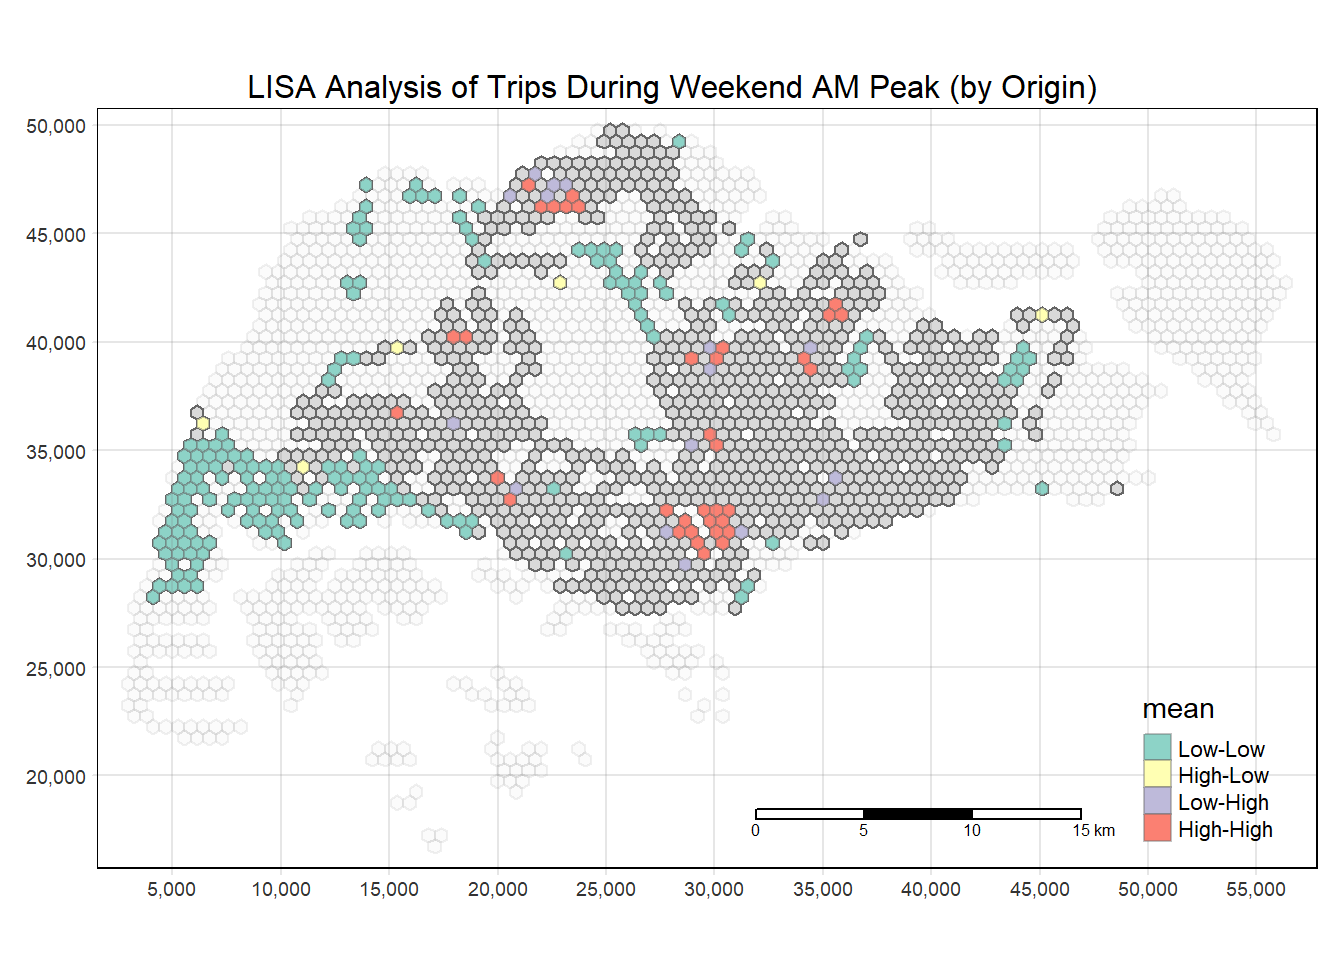 LISA Analysis of Trips During Weekend AM Peak (by Origin)
50,000
45,000
40,000
35,000
30,000
25,000
20,000
mean
Low-Low
High-Low
Low-High
High-High
0 5 10 15 km
5,000 10,000 15,000 20,000 25,000 30,000 35,000 40,000 45,000 50,000 55,000